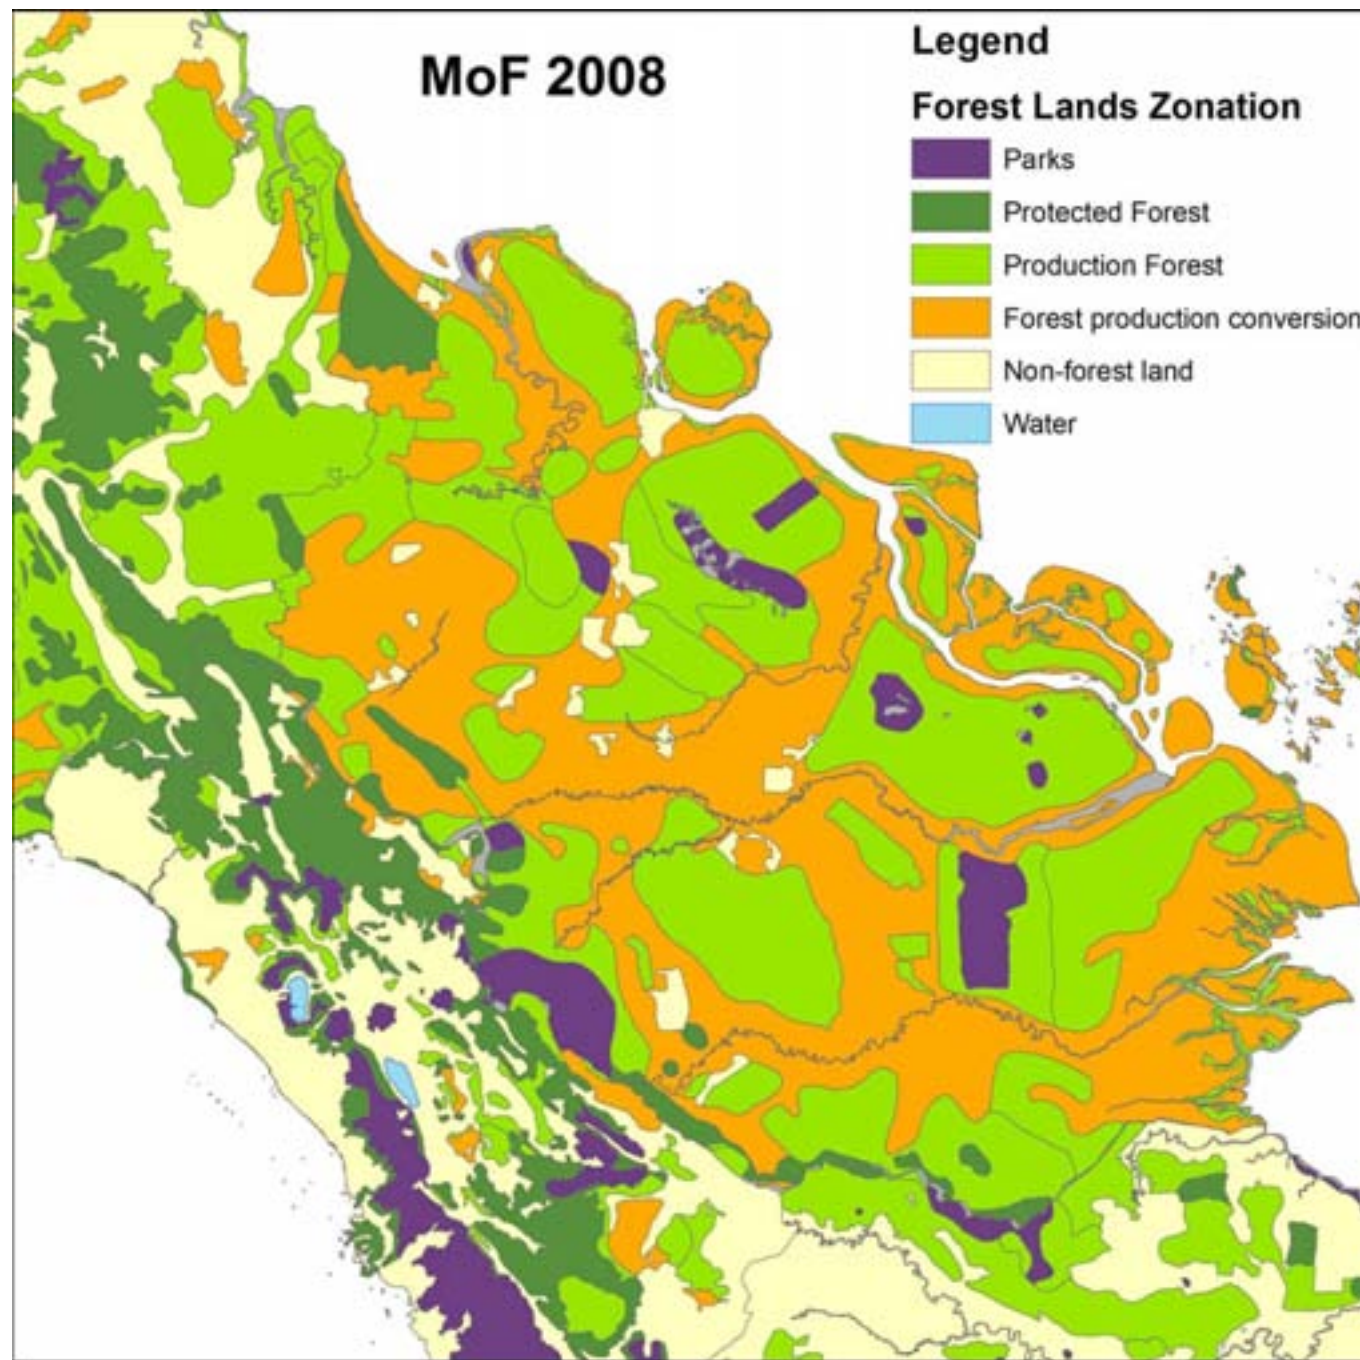 MoF 2008
Legend
Forest Lands Zonation
Parks
Protected Forest
Production Forest
Forest production conversion
Non-forest land
Water